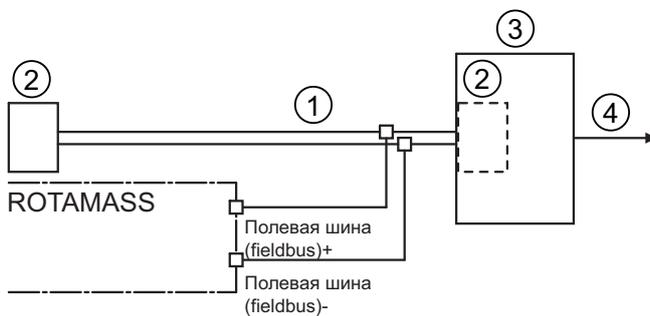 ③
②
②
①
④
ROTAMASS
Полевая шина
(fieldbus)+
Полевая шина
(fieldbus)-